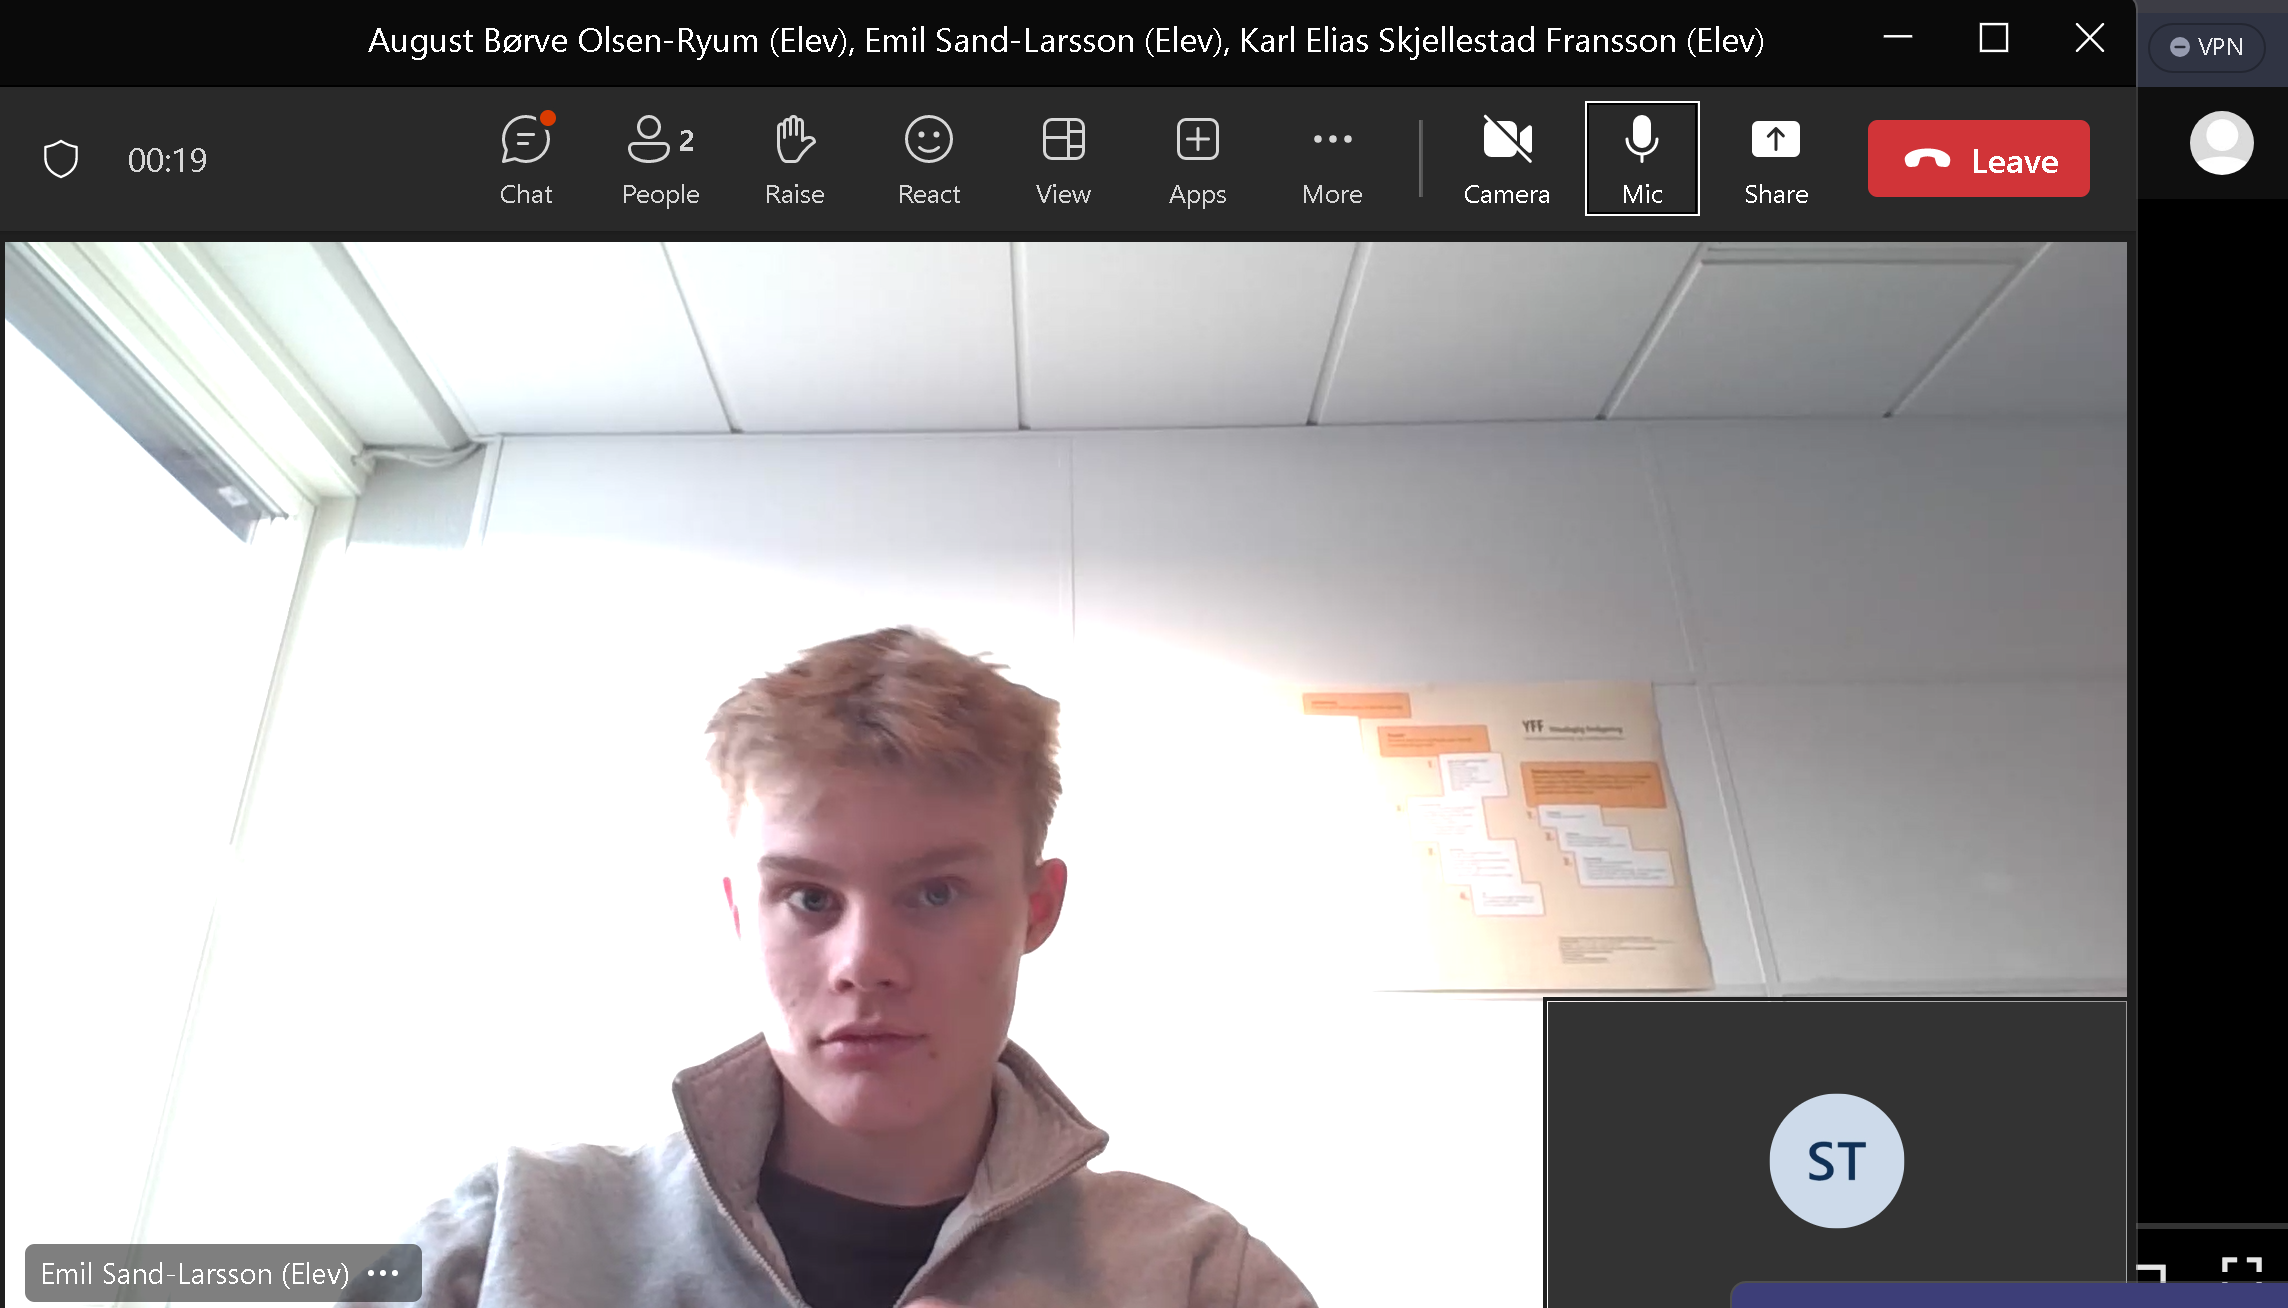 August Børve Olsen-Ryum (Elev), Emil Sand-Larsson (Elev), Karl Elias Skjellestad Fransson (Elev)
VPN
00:19
2
Chat
People
Raise
React
View
Apps
More
Camera
Mic
Share
Leave
YFF
ST
Emil Sand-Larsson (Elev)